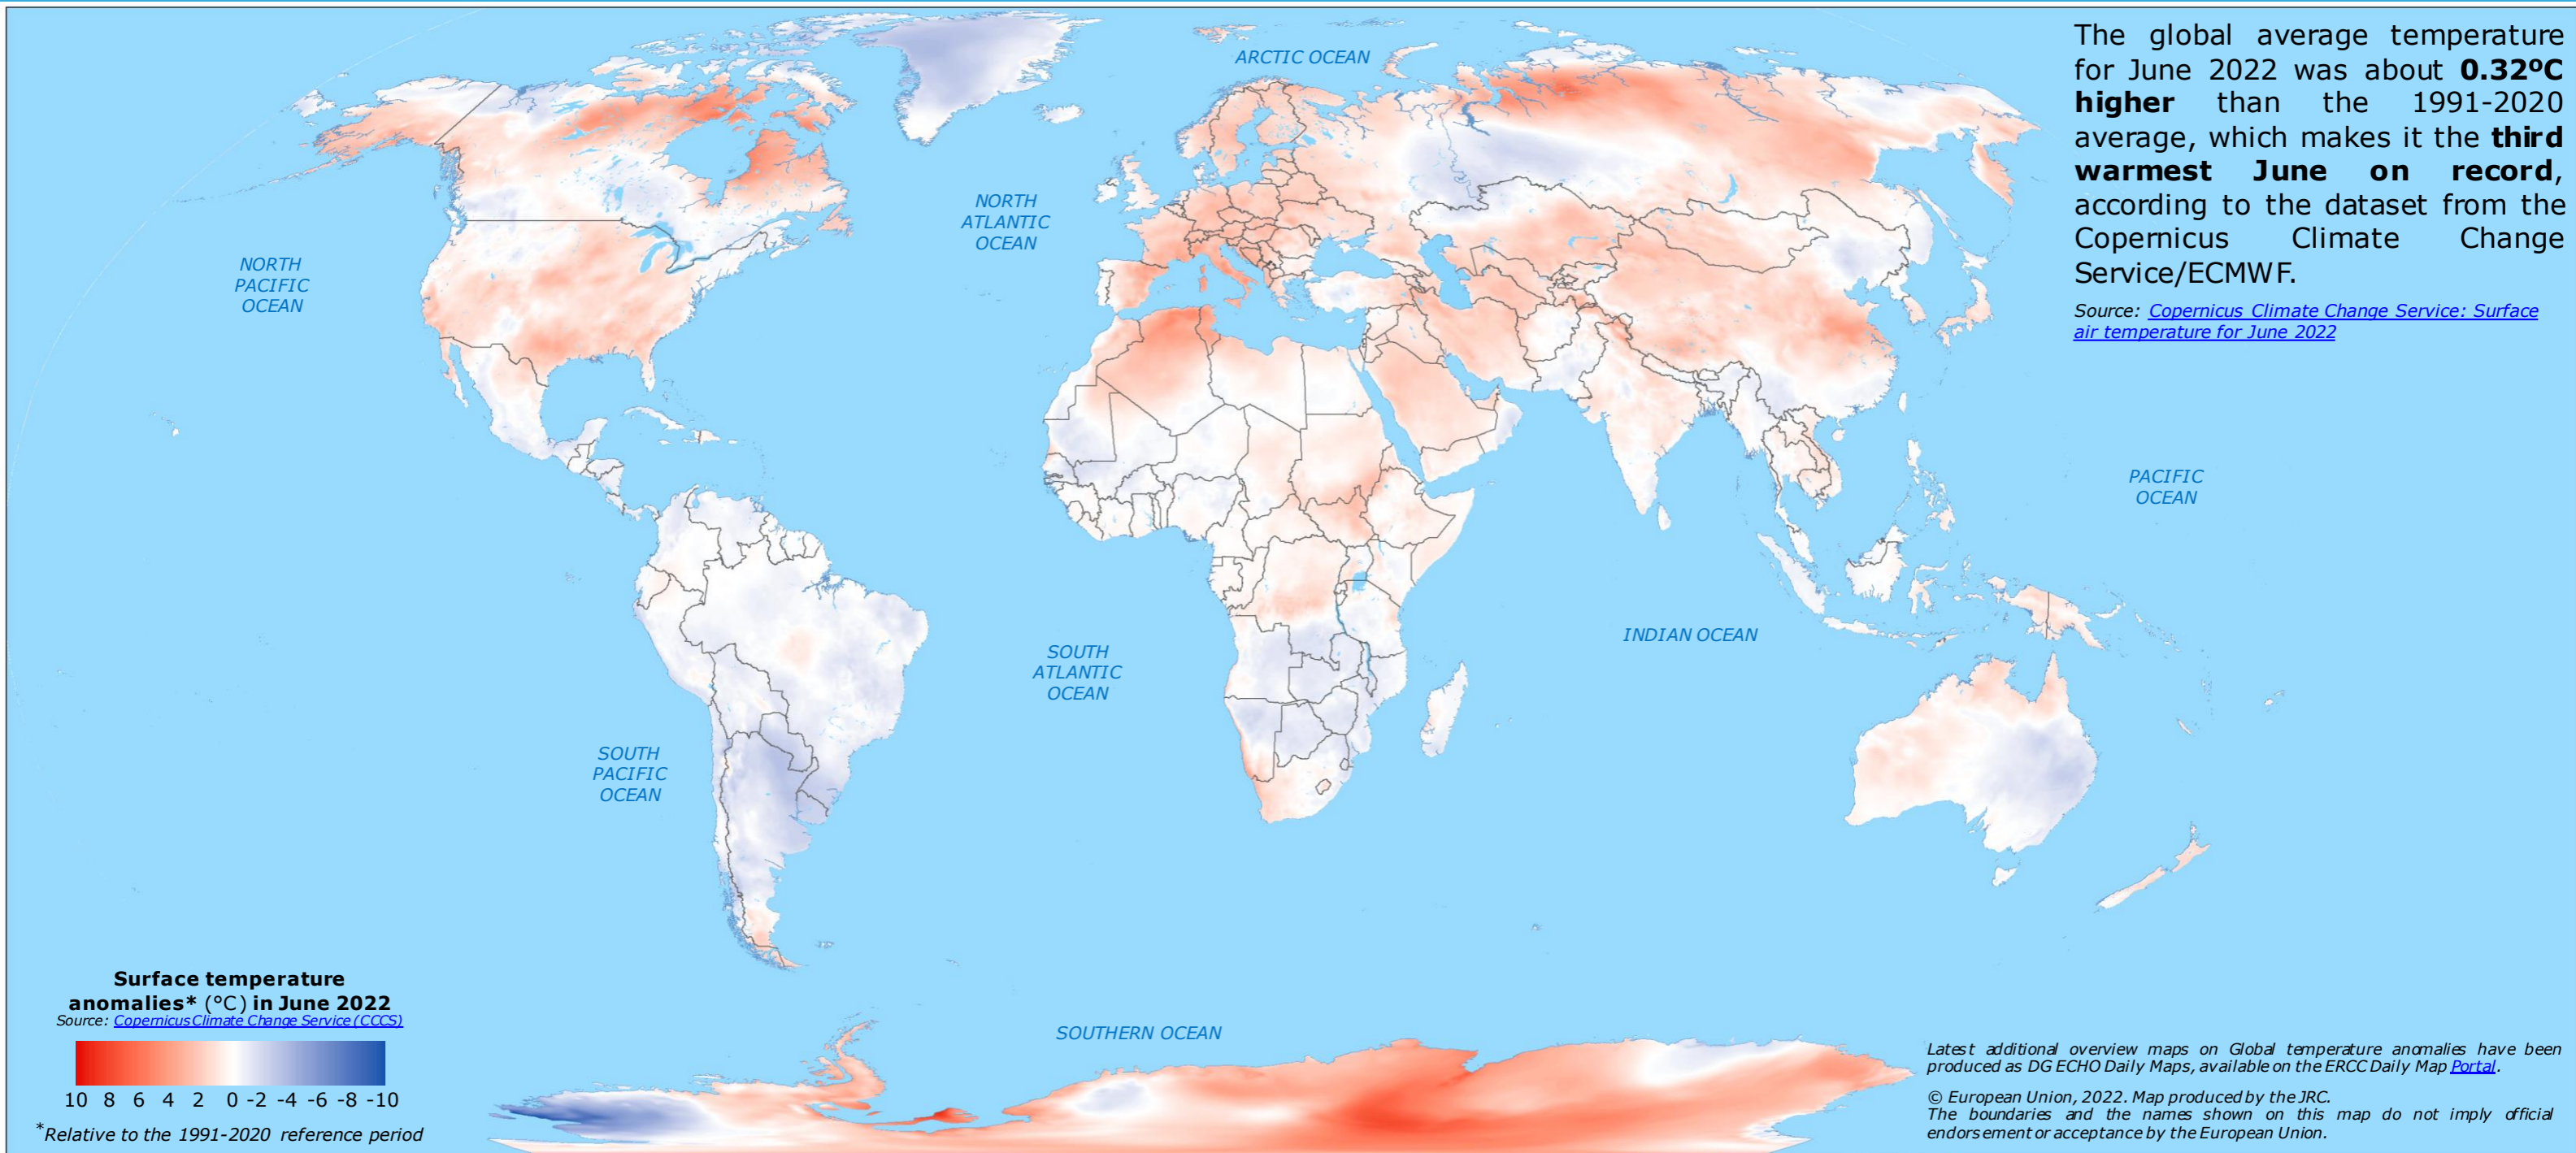 The global average temperature
for June 2022 was about 0.32ºC
higher than the 1991-2020
average, which makes it the third
warmest June on record,
according to the dataset from the
Copernicus Climate Change
Service/ECMWF.
Source: Copernicus Climate Change Service: Surface
air temperature for June 2022
ARCTIC OCEAN
NORTH
ATLANTIC
OCEAN
NORTH
PACIFIC
OCEAN
PACIFIC
OCEAN
INDIAN OCEAN
SOUTH
ATLANTIC
OCEAN
SOUTH
PACIFIC
OCEAN
SOUTHERN OCEAN
Surface temperature
anomalies* (°C) in June 2022
Source: Copernicus Climate Change Service (CCCS)
10 8 6 4 2 0 -2 -4 -6 -8 -10
*Relative to the 1991-2020 reference period
Latest additional overview maps on Global temperature anomalies have been
produced as DG ECHO Daily Maps, available on the ERCC Daily Map Portal.
© European Union, 2022. Map produced by the JRC.
The boundaries and the names shown on this map do not imply official
endorsement or acceptance by the European Union.